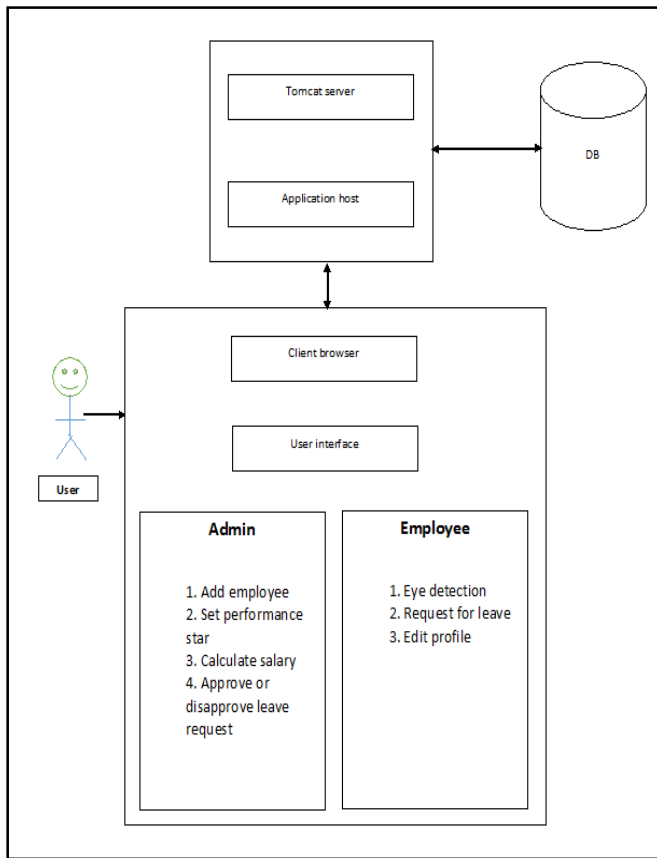 Tomcat server
DB
Application host
Client browser
User interface
User
Admin
1. Add employee
2. Set performance
star
3. Calculate salary
4. Approve or
disapprove leave
request
Employee
1. Eye detection
2. Request for leave
3. Edit profile